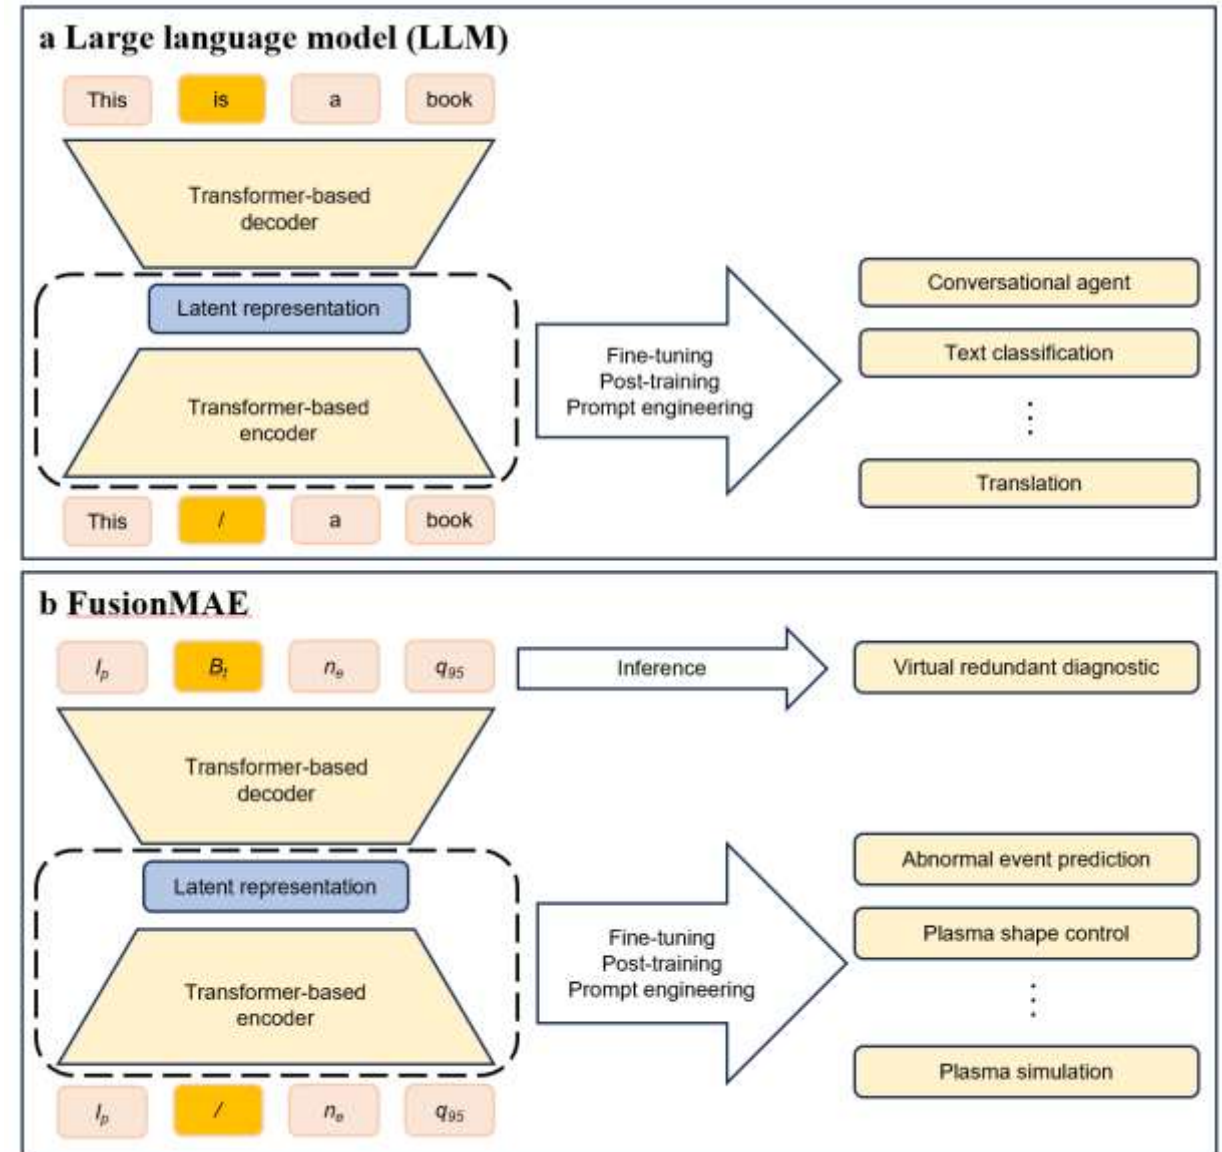 a Large language model (LLM)
This is a book
Transformer-based
decoder
Latent representation
Transformer-based
encoder
This / a book
Fine-tuning
Post-training
Prompt engineering
Conversational agent
Text classification
⋮
Translation
b FusionMAE
Iₚ Bₜ nₑ q₉₅
Inference
Virtual redundant diagnostic
Transformer-based
decoder
Latent representation
Transformer-based
encoder
Iₚ / nₑ q₉₅
Fine-tuning
Post-training
Prompt engineering
Abnormal event prediction
Plasma shape control
⋮
Plasma simulation